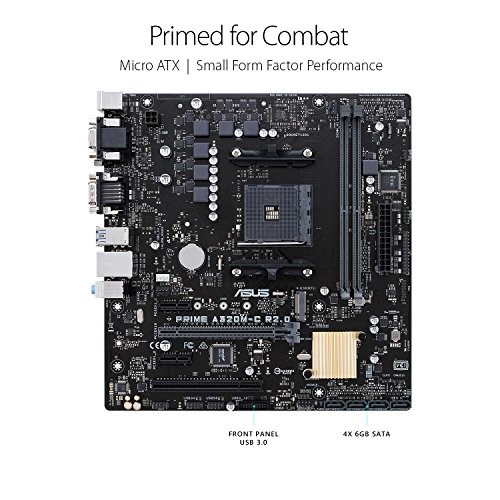 Primed for Combat
Micro ATX | Small Form Factor Performance
ASUS
PRIME A320M-C R2.0
FRONT PANEL
USB 3.0
4X 6GB SATA